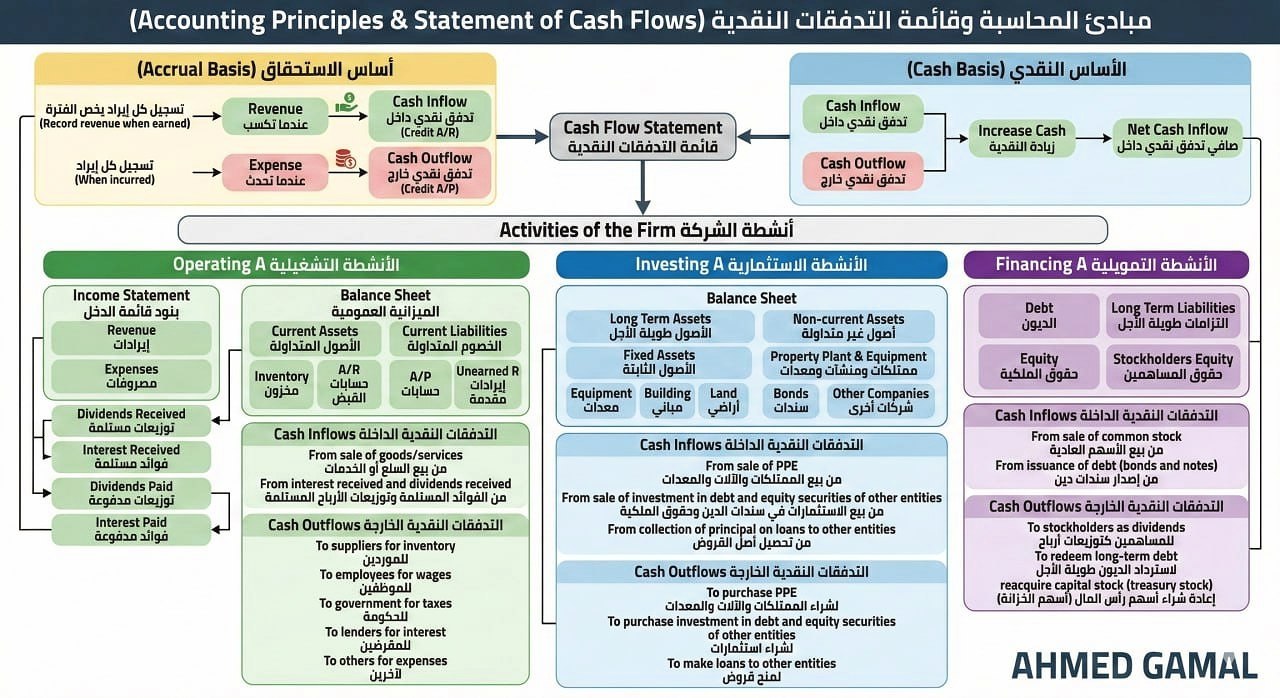 مبادئ المحاسبة وقائمة التدفقات النقدية (Accounting Principles & Statement of Cash Flows)
أساس الاستحقاق (Accrual Basis)
تسجيل كل إيراد يخص الفترة
(Record revenue when earned)
Revenue
عندما تكسب
Cash Inflow
تدفق نقدي داخل
(Credit A/R)
تسجيل كل إيراد
(When incurred)
Expense
عندما تحدث
Cash Outflow
تدفق نقدي خارج
(Credit A/P)
Cash Flow Statement
قائمة التدفقات النقدية
الأساس النقدي (Cash Basis)
Cash Inflow
تدفق نقدي داخل
Cash Outflow
تدفق نقدي خارج
Increase Cash
زيادة النقدية
Net Cash Inflow
صافي تدفق نقدي داخل
أنشطة الشركة Activities of the Firm
الأنشطة التشغيلية Operating A
Income Statement
بنود قائمة الدخل
Revenue
إيرادات
Expenses
مصروفات
Dividends Received
توزيعات مستلمة
Interest Received
فوائد مستلمة
Dividends Paid
توزيعات مدفوعة
Interest Paid
فوائد مدفوعة
Balance Sheet
الميزانية العمومية
Current Assets
الأصول المتداولة
Current Liabilities
الخصوم المتداولة
Inventory
مخزون
A/R
حسابات
القبض
A/P
حسابات
Unearned R
إيرادات
مقدمة
التدفقات النقدية الداخلة Cash Inflows
From sale of goods/services
من بيع السلع أو الخدمات
From interest received and dividends received
من الفوائد المستلمة وتوزيعات الأرباح المستلمة
التدفقات النقدية الخارجة Cash Outflows
To suppliers for inventory
للموردين
To employees for wages
للموظفين
To government for taxes
للحكومة
To lenders for interest
للمقرضين
To others for expenses
لآخرين
الأنشطة الاستثمارية Investing A
Balance Sheet
Long Term Assets
الأصول طويلة الأجل
Non-current Assets
أصول غير متداولة
Fixed Assets
الأصول الثابتة
Property Plant & Equipment
ممتلكات ومنشآت ومعدات
Equipment
معدات
Building
مباني
Land
أراضي
Bonds
سندات
Other Companies
شركات أخرى
التدفقات النقدية الداخلة Cash Inflows
From sale of PPE
من بيع الممتلكات والآلات والمعدات
From sale of investment in debt and equity securities of other entities
من بيع الاستثمارات في سندات الدين وحقوق الملكية
From collection of principal on loans to other entities
من تحصيل أصل القروض
التدفقات النقدية الخارجة Cash Outflows
To purchase PPE
لشراء الممتلكات والآلات والمعدات
To purchase investment in debt and equity securities
of other entities
لشراء استثمارات
To make loans to other entities
لمنح قروض
الأنشطة التمويلية Financing A
Debt
الديون
Long Term Liabilities
التزامات طويلة الأجل
Equity
حقوق الملكية
Stockholders Equity
حقوق المساهمين
التدفقات النقدية الداخلة Cash Inflows
From sale of common stock
من بيع الأسهم العادية
From issuance of debt (bonds and notes)
من إصدار سندات دين
التدفقات النقدية الخارجة Cash Outflows
To stockholders as dividends
للمساهمين كتوزيعات أرباح
To redeem long-term debt
لاسترداد الديون طويلة الأجل
reacquire capital stock (treasury stock)
إعادة شراء أسهم رأس المال (أسهم الخزانة)
AHMED GAMAL